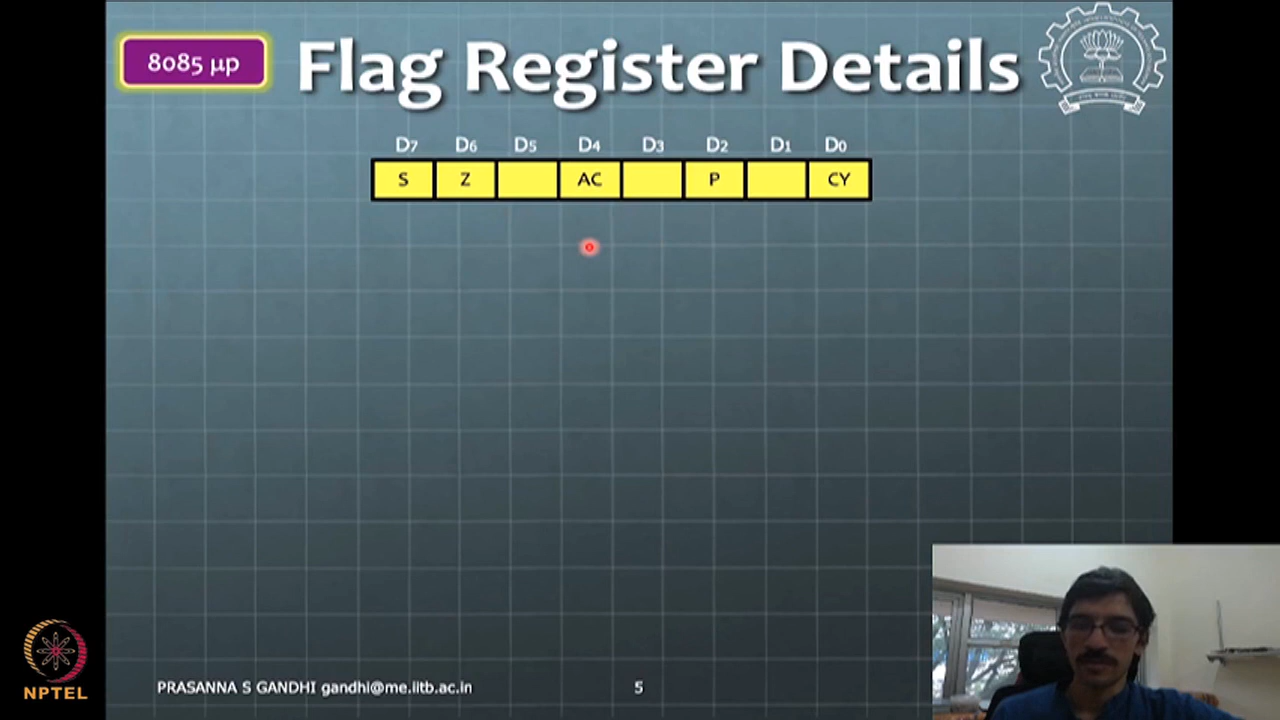 8085 µp
Flag Register Details
D7 D6 D5 D4 D3 D2 D1 D0
S Z AC P CY
NPTEL
PRASANNA S GANDHI gandhi@me.iitb.ac.in
5